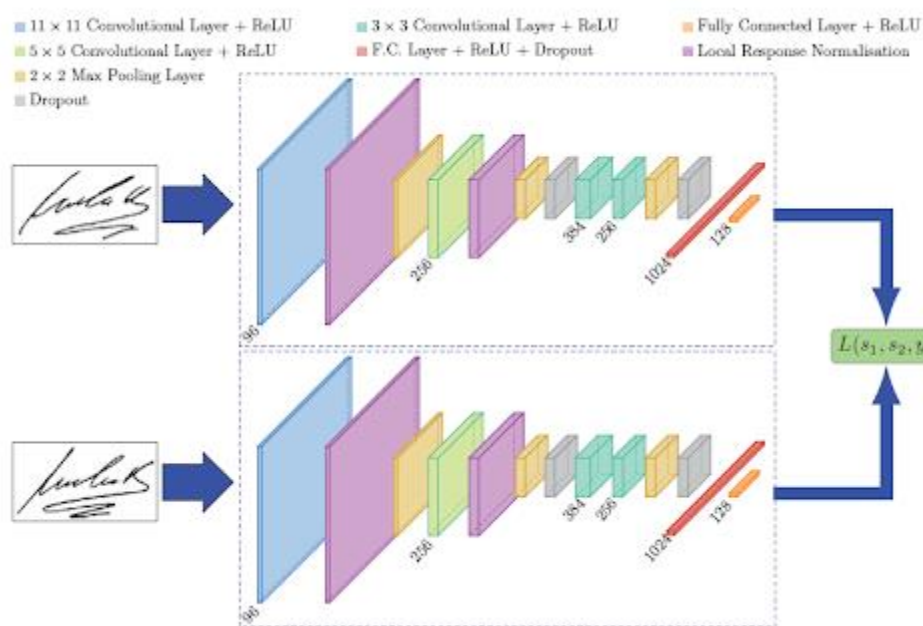 11 × 11 Convolutional Layer + ReLU
3 × 3 Convolutional Layer + ReLU
Fully Connected Layer + ReLU
5 × 5 Convolutional Layer + ReLU
F.C. Layer + ReLU + Dropout
Local Response Normalisation
2 × 2 Max Pooling Layer
Dropout
96
256
384
256
1024
128
L(s₁, s₂, y
96
256
384
256
1024
128